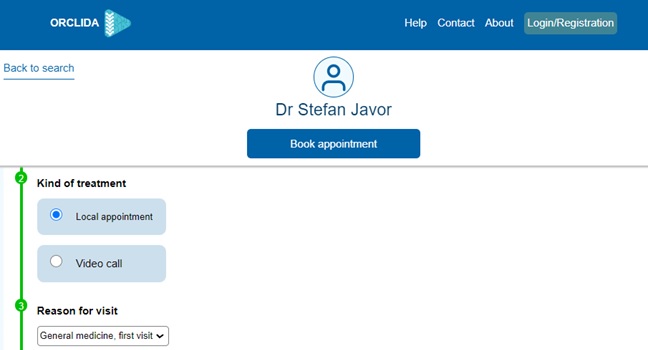 ORCLIDA
Help Contact About Login/Registration
Back to search
Dr Stefan Javor
Book appointment
2 Kind of treatment
Local appointment
Video call
3 Reason for visit
General medicine, first visit